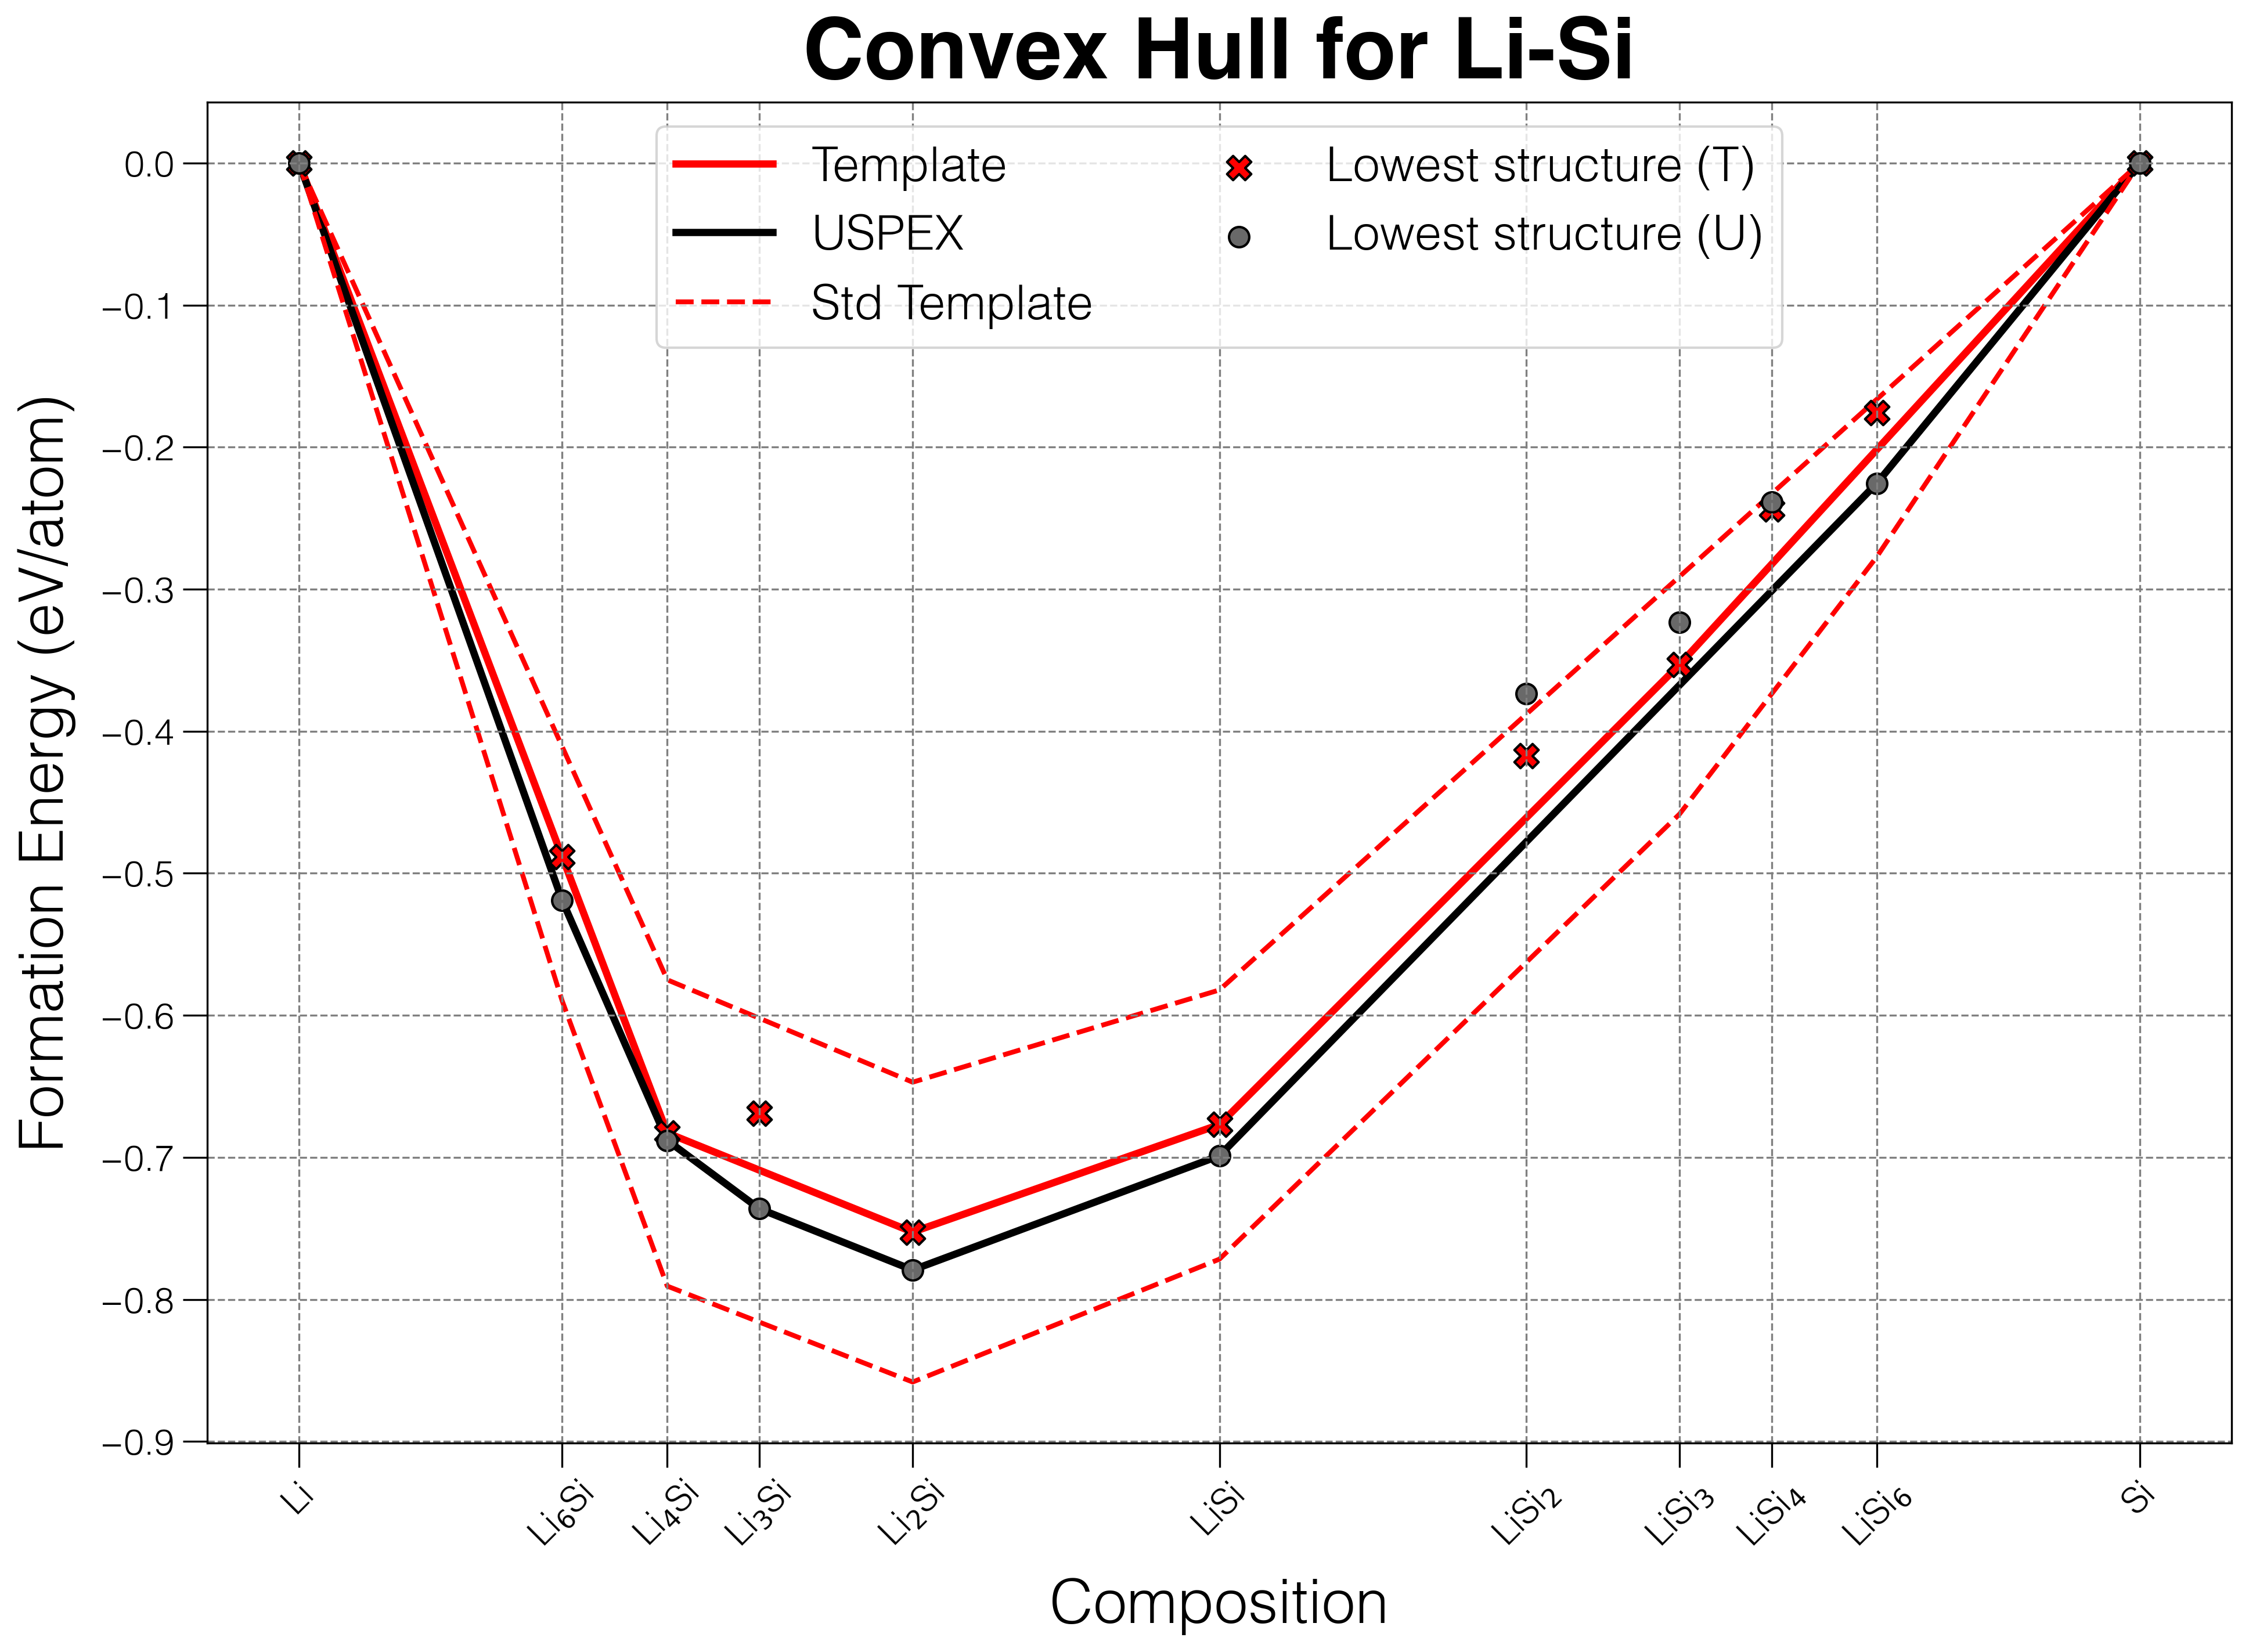 Convex Hull for Li-Si
Template
USPEX
Std Template
Lowest structure (T)
Lowest structure (U)
Formation Energy (eV/atom)
0.0
−0.1
−0.2
−0.3
−0.4
−0.5
−0.6
−0.7
−0.8
−0.9
Li
Li₆Si
Li₄Si
Li₃Si
Li₂Si
LiSi
LiSi₂
LiSi₃
LiSi₄
LiSi₆
Si
Composition